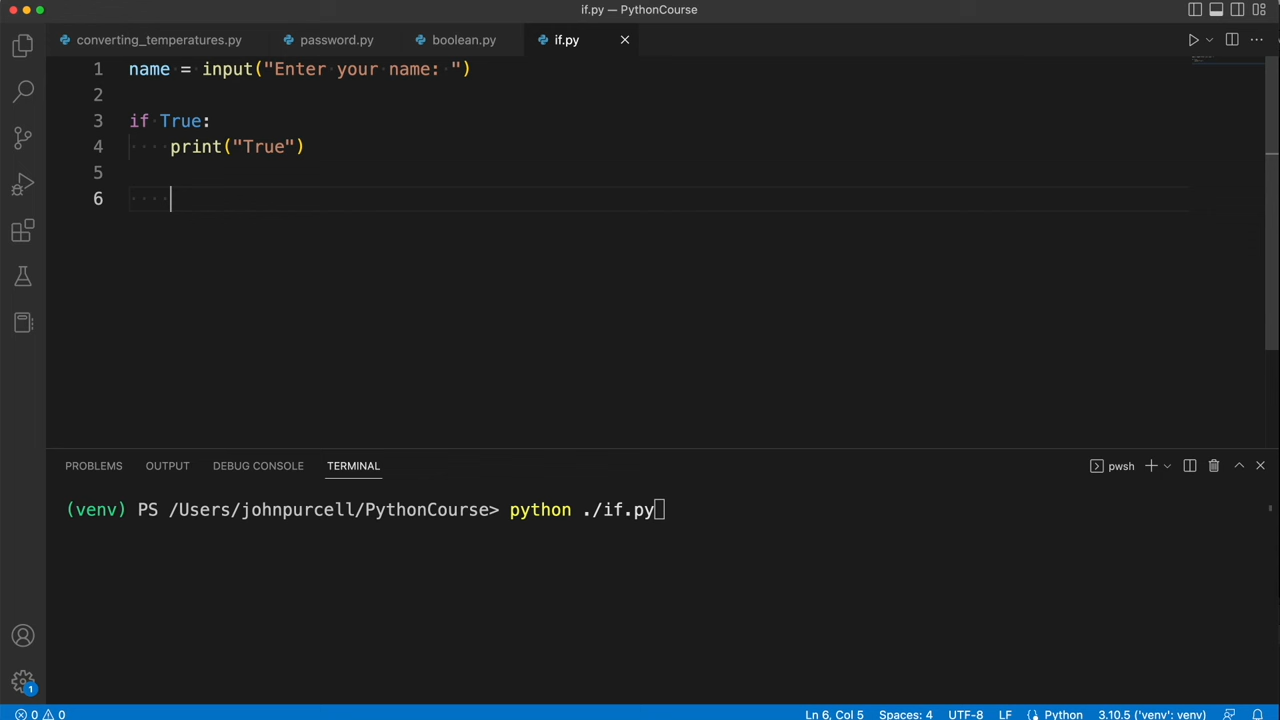 if.py — PythonCourse
converting_temperatures.py password.py boolean.py if.py
1 name = input("Enter your name: ")
2
3 if True:
4 print("True")
5
6
PROBLEMS OUTPUT DEBUG CONSOLE TERMINAL pwsh
(venv) PS /Users/johnpurcell/PythonCourse> python ./if.py
1
0 0 Ln 6, Col 5 Spaces: 4 UTF-8 LF Python 3.10.5 ('venv': venv)